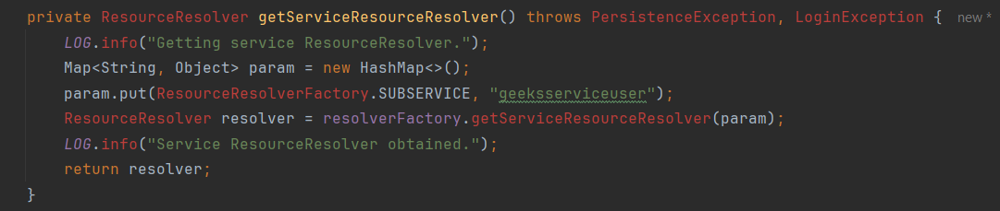 private ResourceResolver getServiceResourceResolver() throws PersistenceException, LoginException { new *
LOG.info("Getting service ResourceResolver.");
Map<String, Object> param = new HashMap<>();
param.put(ResourceResolverFactory.SUBSERVICE, "geeksserviceuser");
ResourceResolver resolver = resolverFactory.getServiceResourceResolver(param);
LOG.info("Service ResourceResolver obtained.");
return resolver;
}